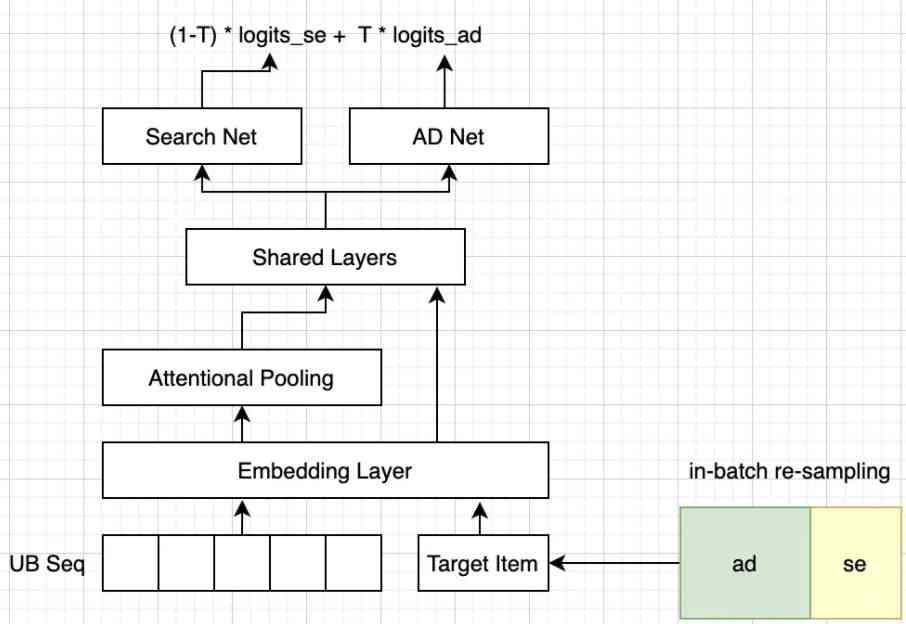 (1-T) * logits_se + T * logits_ad
Search Net
AD Net
Shared Layers
Attentional Pooling
Embedding Layer
in-batch re-sampling
UB Seq
Target Item
ad
se